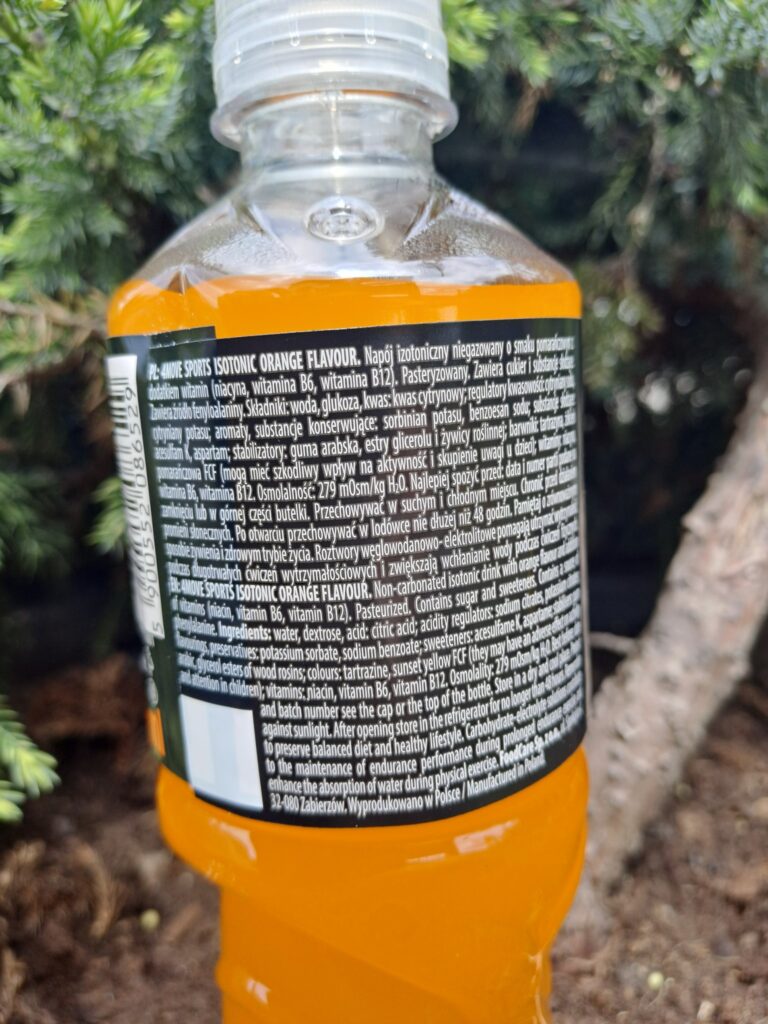 PL: 4MOVE SPORTS ISOTONIC ORANGE FLAVOUR. Napój izotoniczny niegazowany o smaku pomarańczowym
dodatkiem witamin (niacyna, witamina B6, witamina B12). Pasteryzowany. Zawiera cukier i substancje
Zawiera źródło fenyloalaniny. Składniki: woda, glukoza, kwas: kwas cytrynowy; regulatory kwasowości: cytryniany
cytryniany potasu; aromaty, substancje konserwujące: sorbinian potasu, benzoesan sodu; substancje
acesulfam K, aspartam; stabilizatory: guma arabska, estry glicerolu i żywicy roślinnej; barwniki: tartrazyna,
pomarańczowa FCF (mogą mieć szkodliwy wpływ na aktywność i skupienie uwagi u dzieci); witaminy: niacyna,
witamina B6, witamina B12. Osmolalność: 279 mOsm/kg H₂O. Najlepiej spożyć przed: data i numer partii
zamknięciu lub w górnej części butelki. Przechowywać w suchym i chłodnym miejscu. Chronić przed
promieni słonecznych. Po otwarciu przechowywać w lodówce nie dłużej niż 48 godzin. Pamiętaj o
sposobie żywienia i zdrowym trybie życia. Roztwory węglowodanowo-elektrolitowe pomagają utrzymać
podczas długotrwałych ćwiczeń wytrzymałościowych i zwiększają wchłanianie wody podczas ćwiczeń
EN: 4MOVE SPORTS ISOTONIC ORANGE FLAVOUR. Non-carbonated isotonic drink with orange flavour
of vitamins (niacin, vitamin B6, vitamin B12). Pasteurized. Contains sugar and sweeteners. Contains a
phenylalanine. Ingredients: water, dextrose, acid: citric acid; acidity regulators: sodium citrates, potassium
flavourings, preservatives: potassium sorbate, sodium benzoate; sweeteners: acesulfame K, aspartame;
arabic, glycerol esters of wood rosins; colours: tartrazine, sunset yellow FCF (they may have an adverse
and attention in children); vitamins: niacin, vitamin B6, vitamin B12. Osmolality: 279 mOsm/kg H₂O. Best before
and batch number see the cap or the top of the bottle. Store in a dry and cool
against sunlight. After opening store in the refrigerator for no longer than 48 hours.
to preserve balanced diet and healthy lifestyle. Carbohydrate-electrolyte
to the maintenance of endurance performance during prolonged endurance
enhance the absorption of water during physical exercise. FoodCare Sp. z o.o.
32-080 Zabierzów. Wyprodukowano w Polsce / Manufactured in Poland
5 900552 086529